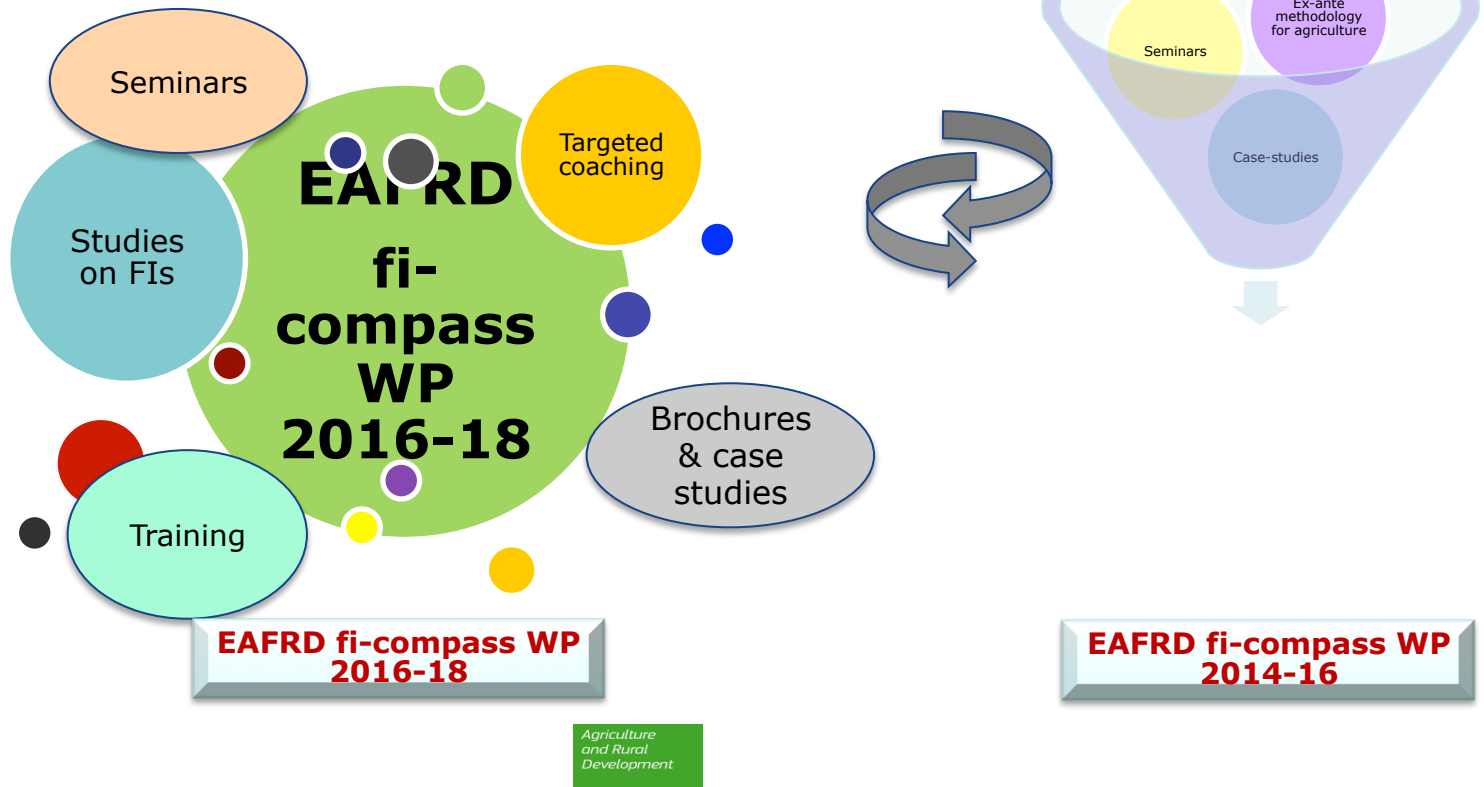 Seminars
Targeted
coaching
Studies
on FIs
EAFRD
fi-
compass
WP
2016-18
Brochures
& case
studies
Training
EAFRD fi-compass WP
2016-18
Ex-ante
methodology
for agriculture
Seminars
Case-studies
EAFRD fi-compass WP
2014-16
Agriculture
and Rural
Development